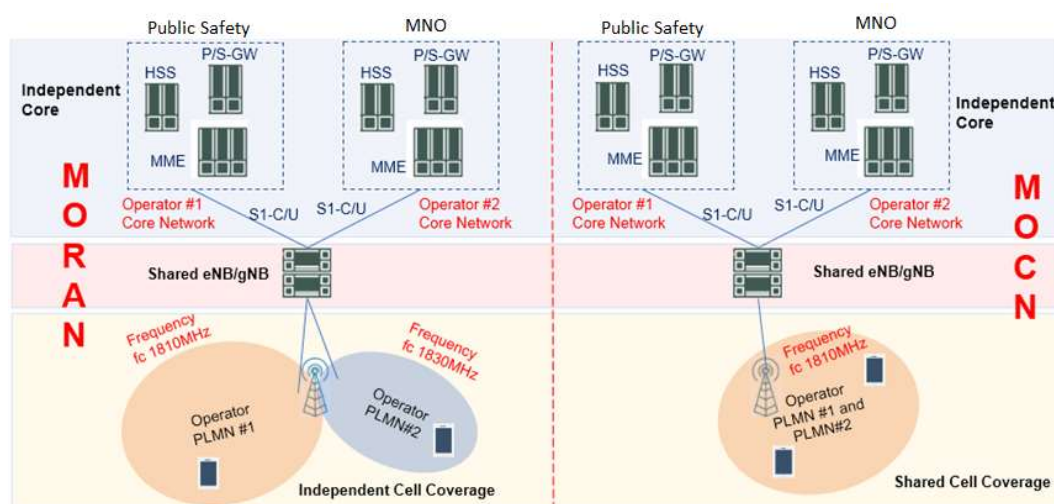 Public Safety
MNO
Public Safety
MNO
P/S-GW
HSS
Independent
Core
MME
P/S-GW
HSS
MME
P/S-GW
HSS
MME
P/S-GW
HSS
Independent
Core
MME
Operator #1
Core Network
S1-C/U
S1-C/U
Operator #2
Core Network
Operator #1
Core Network
S1-C/U
S1-C/U
Operator #2
Core Network
MORAN
MOCN
Shared eNB/gNB
Shared eNB/gNB
Frequency
fc 1810MHz
Frequency
fc 1830MHz
Operator
PLMN #1
Operator
PLMN#2
Independent Cell Coverage
Frequency
fc 1810MHz
Operator
PLMN #1 and
PLMN#2
Shared Cell Coverage